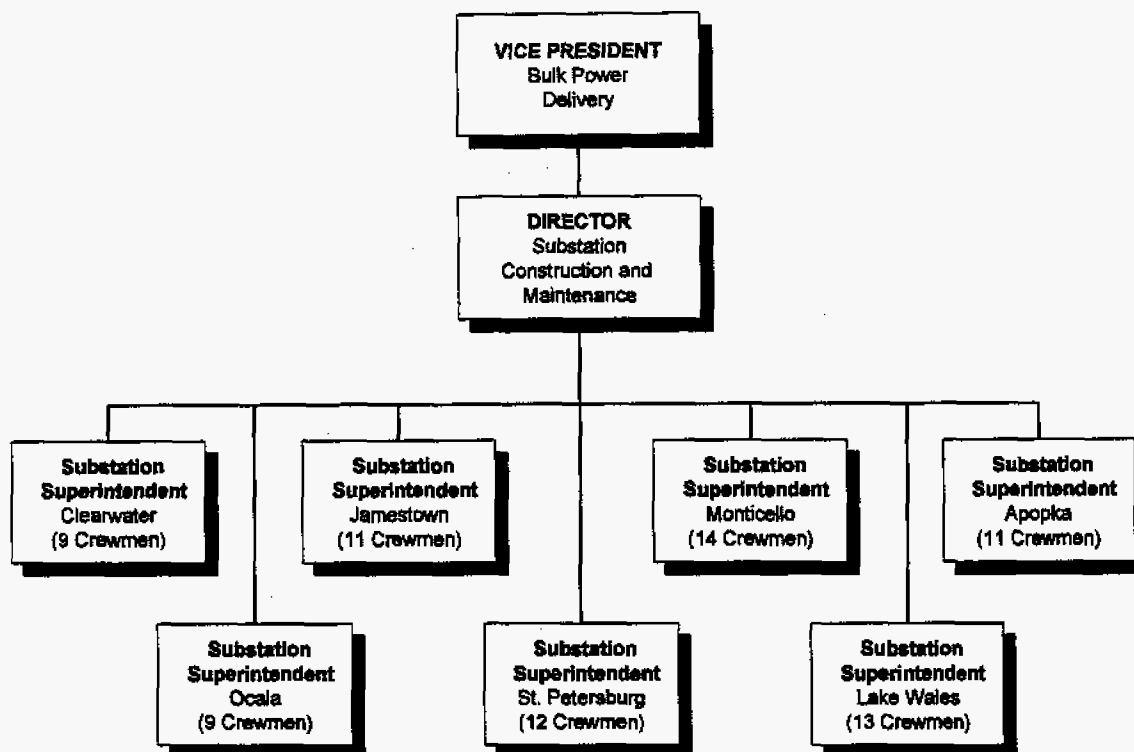 VICE PRESIDENT
Bulk Power
Delivery
DIRECTOR
Substation
Construction and
Maintenance
Substation
Superintendent
Clearwater
(9 Crewmen)
Substation
Superintendent
Jamestown
(11 Crewmen)
Substation
Superintendent
Monticello
(14 Crewmen)
Substation
Superintendent
Apopka
(11 Crewmen)
Substation
Superintendent
Ocala
(9 Crewmen)
Substation
Superintendent
St. Petersburg
(12 Crewmen)
Substation
Superintendent
Lake Wales
(13 Crewmen)